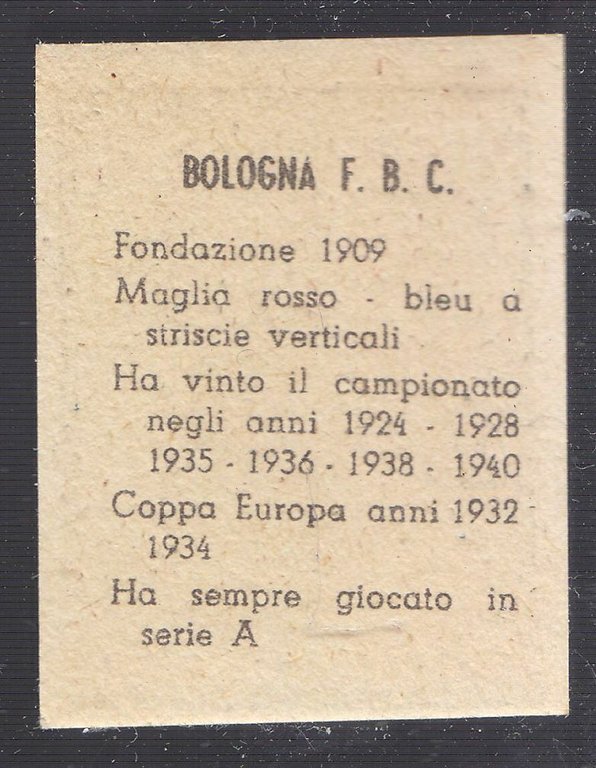 BOLOGNA F. B. C.
Fondazione 1909
Maglia rosso - bleu a
striscie verticali
Ha vinto il campionato
negli anni 1924 - 1928
1935 - 1936 - 1938 - 1940
Coppa Europa anni 1932
1934
Ha sempre giocato in
serie A